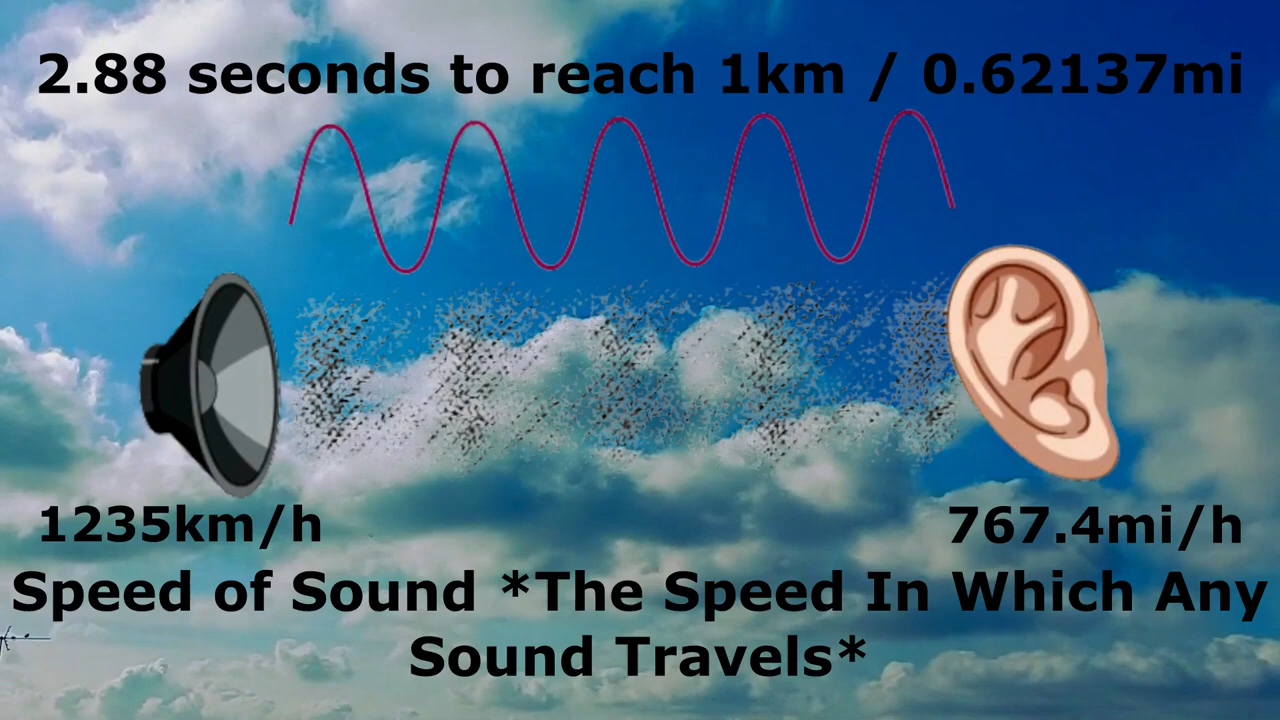 2.88 seconds to reach 1km / 0.62137mi
1235km/h
767.4mi/h
Speed of Sound *The Speed In Which Any
Sound Travels*